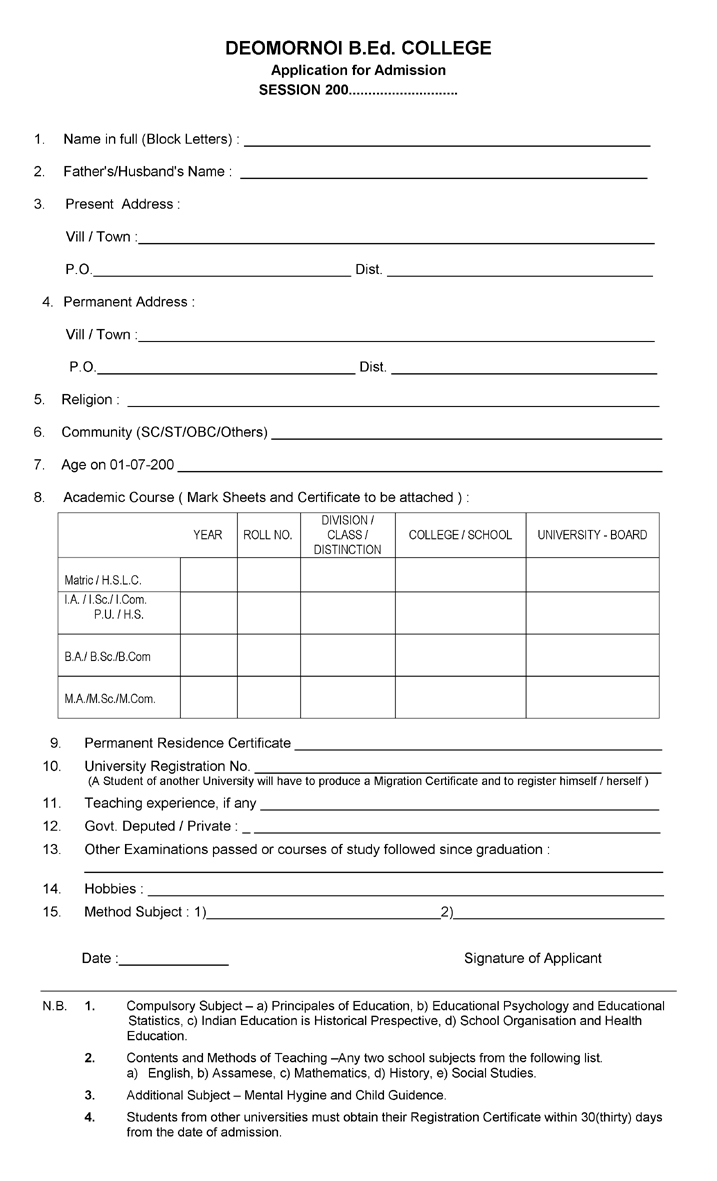 DEOMORNOI B.Ed. COLLEGE
Application for Admission
SESSION 200............................
1. Name in full (Block Letters) : ____________________
2. Father's/Husband's Name : ____________________
3. Present Address :
Vill / Town :____________________
P.O.____________________ Dist. ____________________
4. Permanent Address :
Vill / Town :____________________
P.O.____________________ Dist. ____________________
5. Religion : ____________________
6. Community (SC/ST/OBC/Others) ____________________
7. Age on 01-07-200 ____________________
8. Academic Course ( Mark Sheets and Certificate to be attached ) :
YEAR ROLL NO. DIVISION / CLASS / DISTINCTION COLLEGE / SCHOOL UNIVERSITY - BOARD
Matric / H.S.L.C.
I.A. / I.Sc./ I.Com.
P.U. / H.S.
B.A./ B.Sc./B.Com
M.A./M.Sc./M.Com.
9. Permanent Residence Certificate ____________________
10. University Registration No. ____________________
(A Student of another University will have to produce a Migration Certificate and to register himself / herself )
11. Teaching experience, if any ____________________
12. Govt. Deputed / Private : _ ____________________
13. Other Examinations passed or courses of study followed since graduation :
____________________
14. Hobbies : ____________________
15. Method Subject : 1)____________________2)____________________
Date :____________ Signature of Applicant
N.B. 1. Compulsory Subject – a) Principales of Education, b) Educational Psychology and Educational
Statistics, c) Indian Education is Historical Prespective, d) School Organisation and Health
Education.
2. Contents and Methods of Teaching –Any two school subjects from the following list.
a) English, b) Assamese, c) Mathematics, d) History, e) Social Studies.
3. Additional Subject – Mental Hygine and Child Guidence.
4. Students from other universities must obtain their Registration Certificate within 30(thirty) days
from the date of admission.